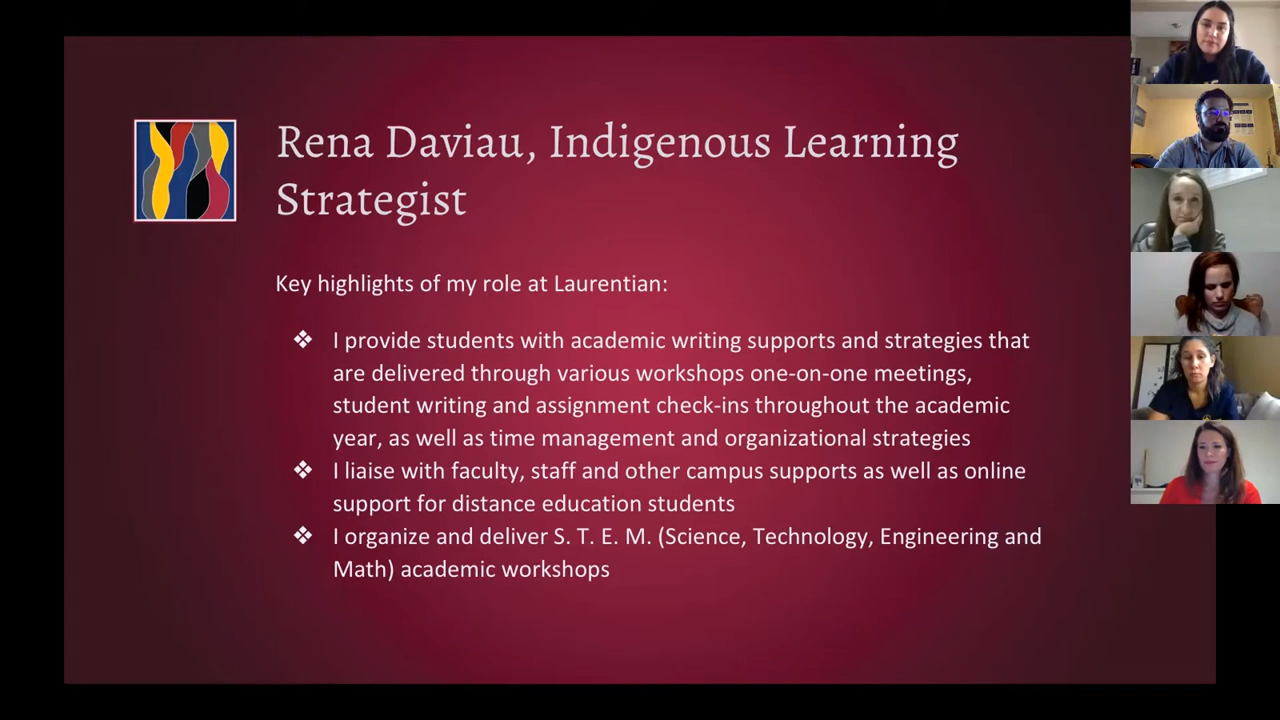 Rena Daviau, Indigenous Learning
Strategist
Key highlights of my role at Laurentian:
❖ I provide students with academic writing supports and strategies that
are delivered through various workshops one-on-one meetings,
student writing and assignment check-ins throughout the academic
year, as well as time management and organizational strategies
❖ I liaise with faculty, staff and other campus supports as well as online
support for distance education students
❖ I organize and deliver S. T. E. M. (Science, Technology, Engineering and
Math) academic workshops